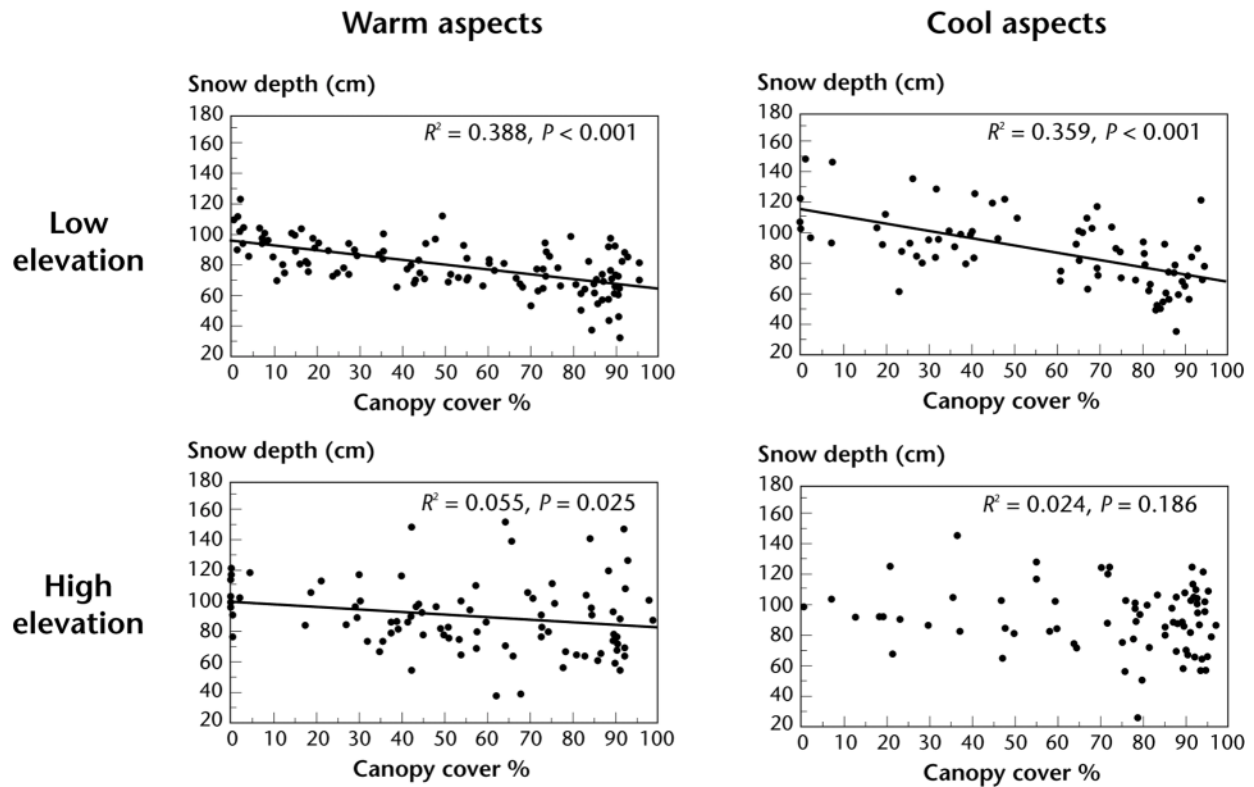 Warm aspects
Cool aspects
Low elevation
Snow depth (cm)
R² = 0.388, P < 0.001
180
160
140
120
100
80
60
40
20
0 10 20 30 40 50 60 70 80 90 100
Canopy cover %
Snow depth (cm)
R² = 0.359, P < 0.001
180
160
140
120
100
80
60
40
20
0 10 20 30 40 50 60 70 80 90 100
Canopy cover %
High elevation
Snow depth (cm)
R² = 0.055, P = 0.025
180
160
140
120
100
80
60
40
20
0 10 20 30 40 50 60 70 80 90 100
Canopy cover %
Snow depth (cm)
R² = 0.024, P = 0.186
180
160
140
120
100
80
60
40
20
0 10 20 30 40 50 60 70 80 90 100
Canopy cover %